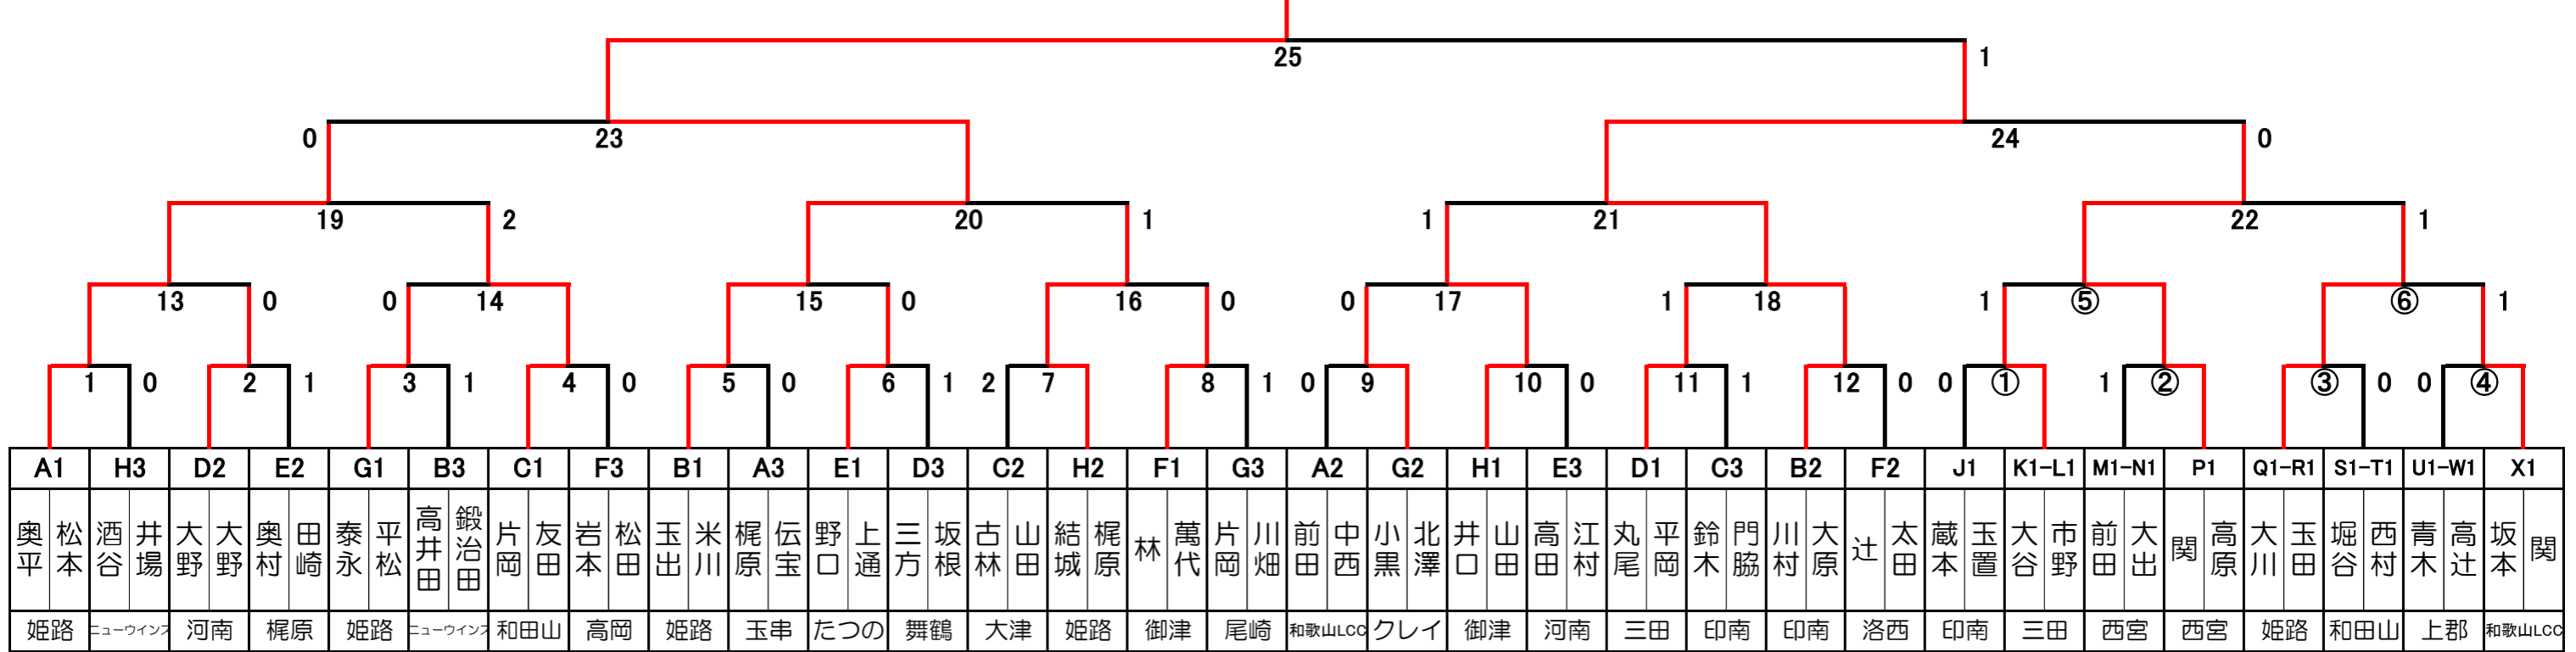 25 1
0 23 24 0
19 2 20 1 1 21 22 1
13 0 0 14 15 0 16 0 0 17 1 18 1 ⑤ ⑥ 1
1 0 2 1 3 1 4 0 5 0 6 1 2 7 8 1 0 9 10 0 11 1 12 0 0 ① 1 ② ③ 0 0 ④
A1 H3 D2 E2 G1 B3 C1 F3 B1 A3 E1 D3 C2 H2 F1 G3 A2 G2 H1 E3 D1 C3 B2 F2 J1 K1-L1 M1-N1 P1 Q1-R1 S1-T1 U1-W1 X1
奥平 松本 酒谷 井場 大野 大野 奥村 田崎 泰永 平松 高井田 鍛治田 片岡 友田 岩本 松田 玉出 米川 梶原 伝宝 野口 上通 三方 坂根 古林 山田 結城 梶原 林 萬代 片岡 川畑 前田 中西 小黒 北澤 井口 山田 高田 江村 丸尾 平岡 鈴木 門脇 川村 大原 辻 太田 蔵本 玉置 大谷 市野 前田 大出 関 高原 大川 玉田 堀谷 西村 青木 高辻 坂本 関
姫路 ニューウインズ 河南 梶原 姫路 ニューウインズ 和田山 高岡 姫路 玉串 たつの 舞鶴 大津 姫路 御津 尾崎 和歌山LCC クレイ 御津 河南 三田 印南 印南 洛西 印南 三田 西宮 西宮 姫路 和田山 上郡 和歌山LCC